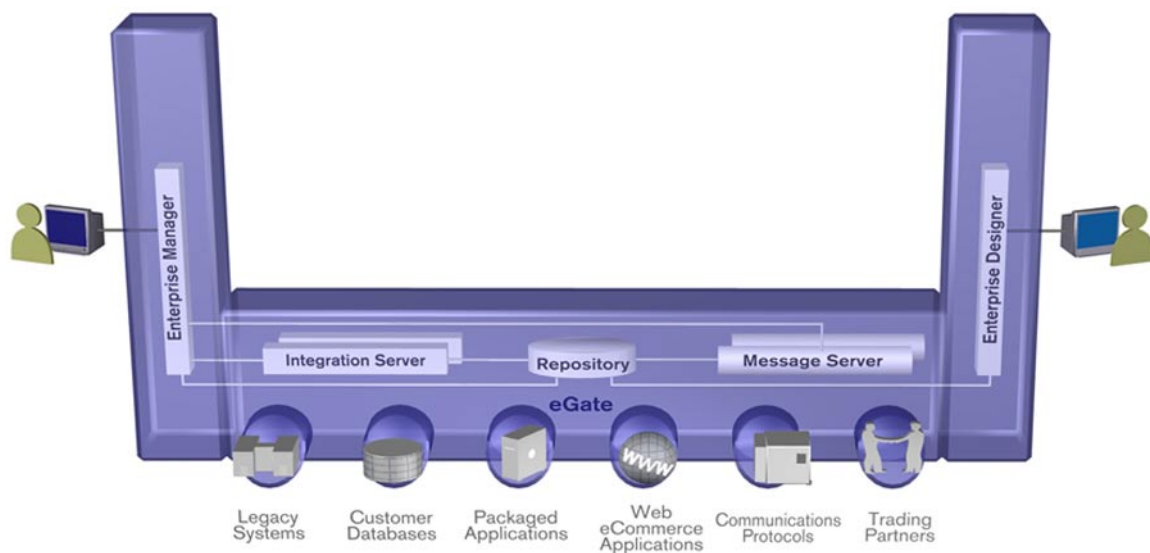 Enterprise Manager
Enterprise Designer
Integration Server
Repository
Message Server
eGate
www
Legacy
Systems
Customer
Databases
Packaged
Applications
Web
eCommerce
Applications
Communications
Protocols
Trading
Partners